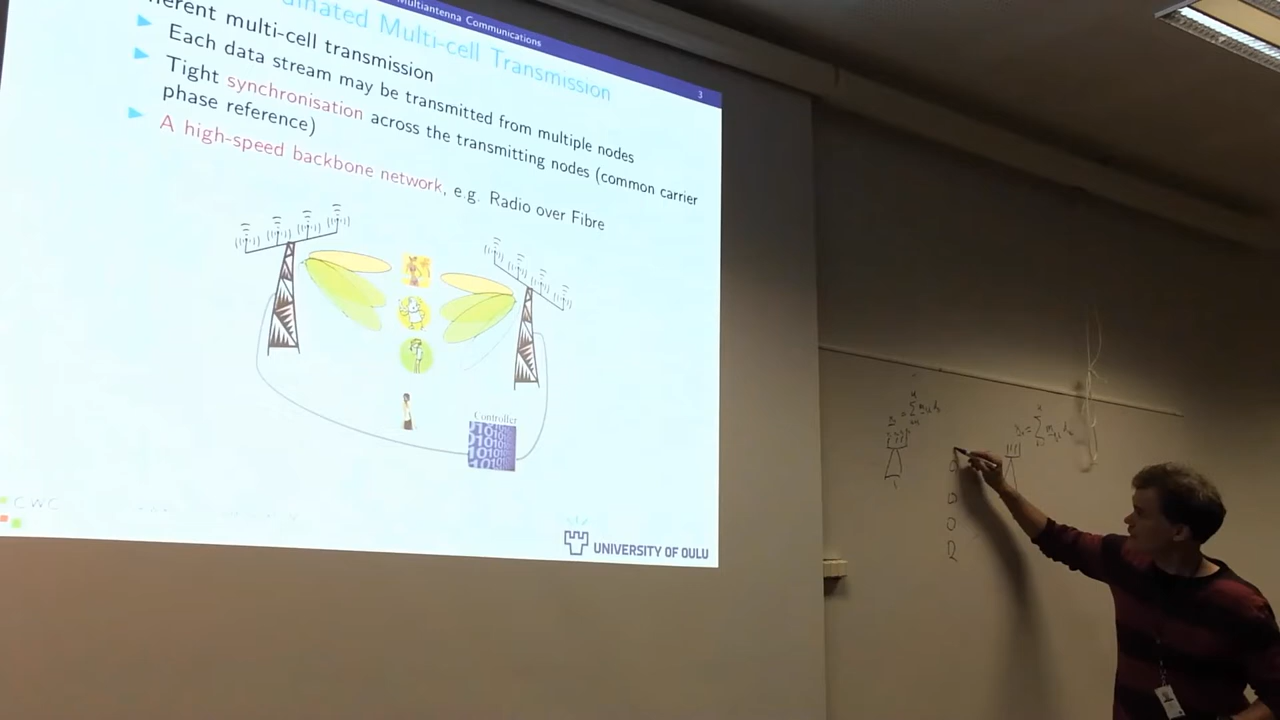 Multiantenna Communications
3
Multi-cell Transmission
multi-cell transmission
Each data stream may be transmitted from multiple nodes
Tight synchronisation across the transmitting nodes (common carrier
phase reference)
A high-speed backbone network, e.g. Radio over Fibre
Controller
CWC
UNIVERSITY OF OULU